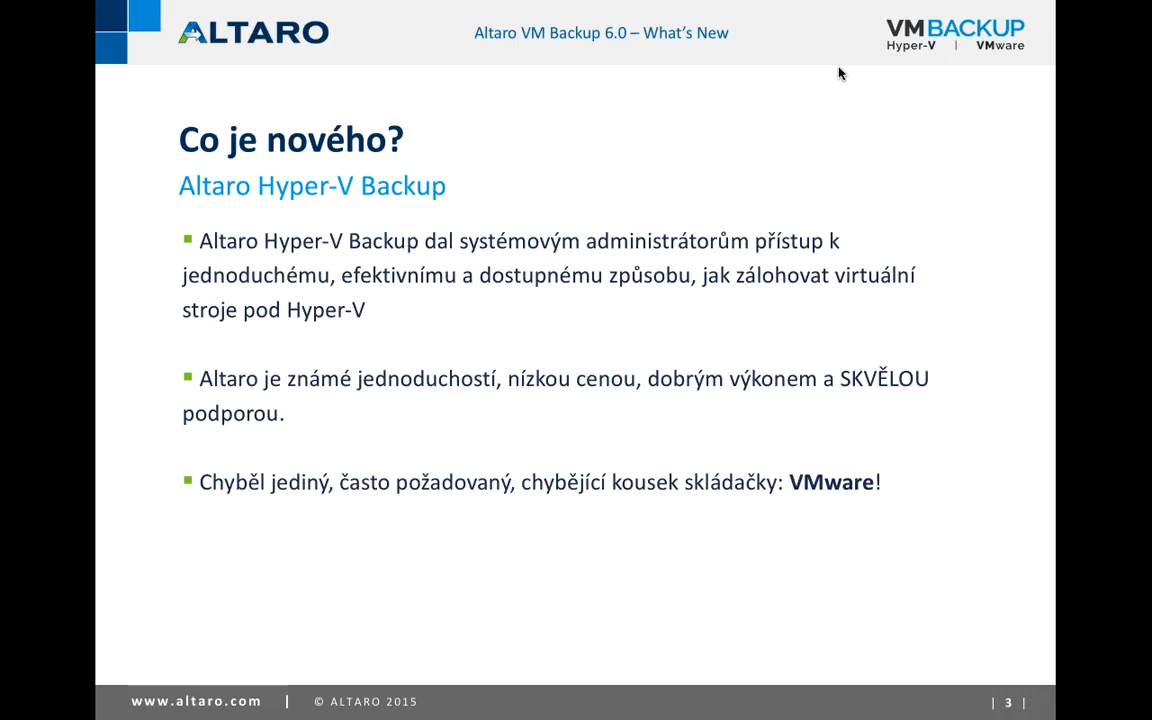 ALTARO
Altaro VM Backup 6.0 – What's New
VMBACKUP
Hyper-V | VMware
Co je nového?
Altaro Hyper-V Backup
▪ Altaro Hyper-V Backup dal systémovým administrátorům přístup k
jednoduchému, efektivnímu a dostupnému způsobu, jak zálohovat virtuální
stroje pod Hyper-V
▪ Altaro je známé jednoduchostí, nízkou cenou, dobrým výkonem a SKVĚLOU
podporou.
▪ Chyběl jediný, často požadovaný, chybějící kousek skládačky: VMware!
www.altaro.com | © ALTARO 2015 | 3 |